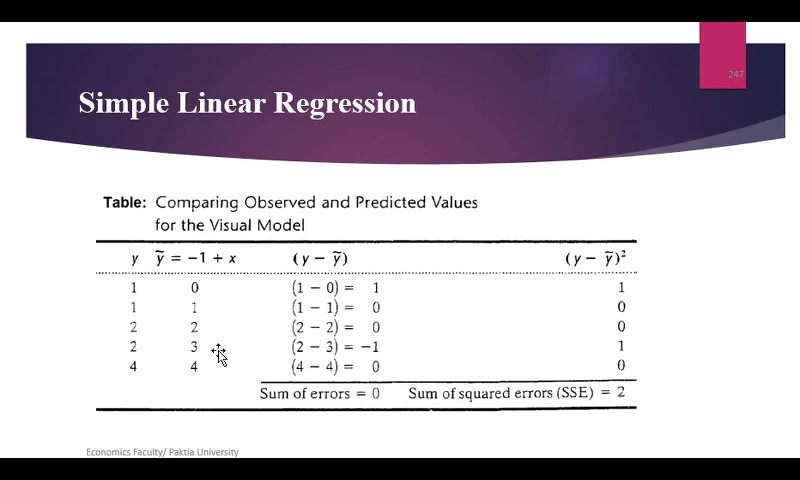 247
Simple Linear Regression
Table: Comparing Observed and Predicted Values
for the Visual Model
y ỹ = −1 + x (y − ỹ) (y − ỹ)²
1 0 (1 − 0) = 1 1
1 1 (1 − 1) = 0 0
2 2 (2 − 2) = 0 0
2 3 (2 − 3) = −1 1
4 4 (4 − 4) = 0 0
Sum of errors = 0 Sum of squared errors (SSE) = 2
Economics Faculty/ Paktia University